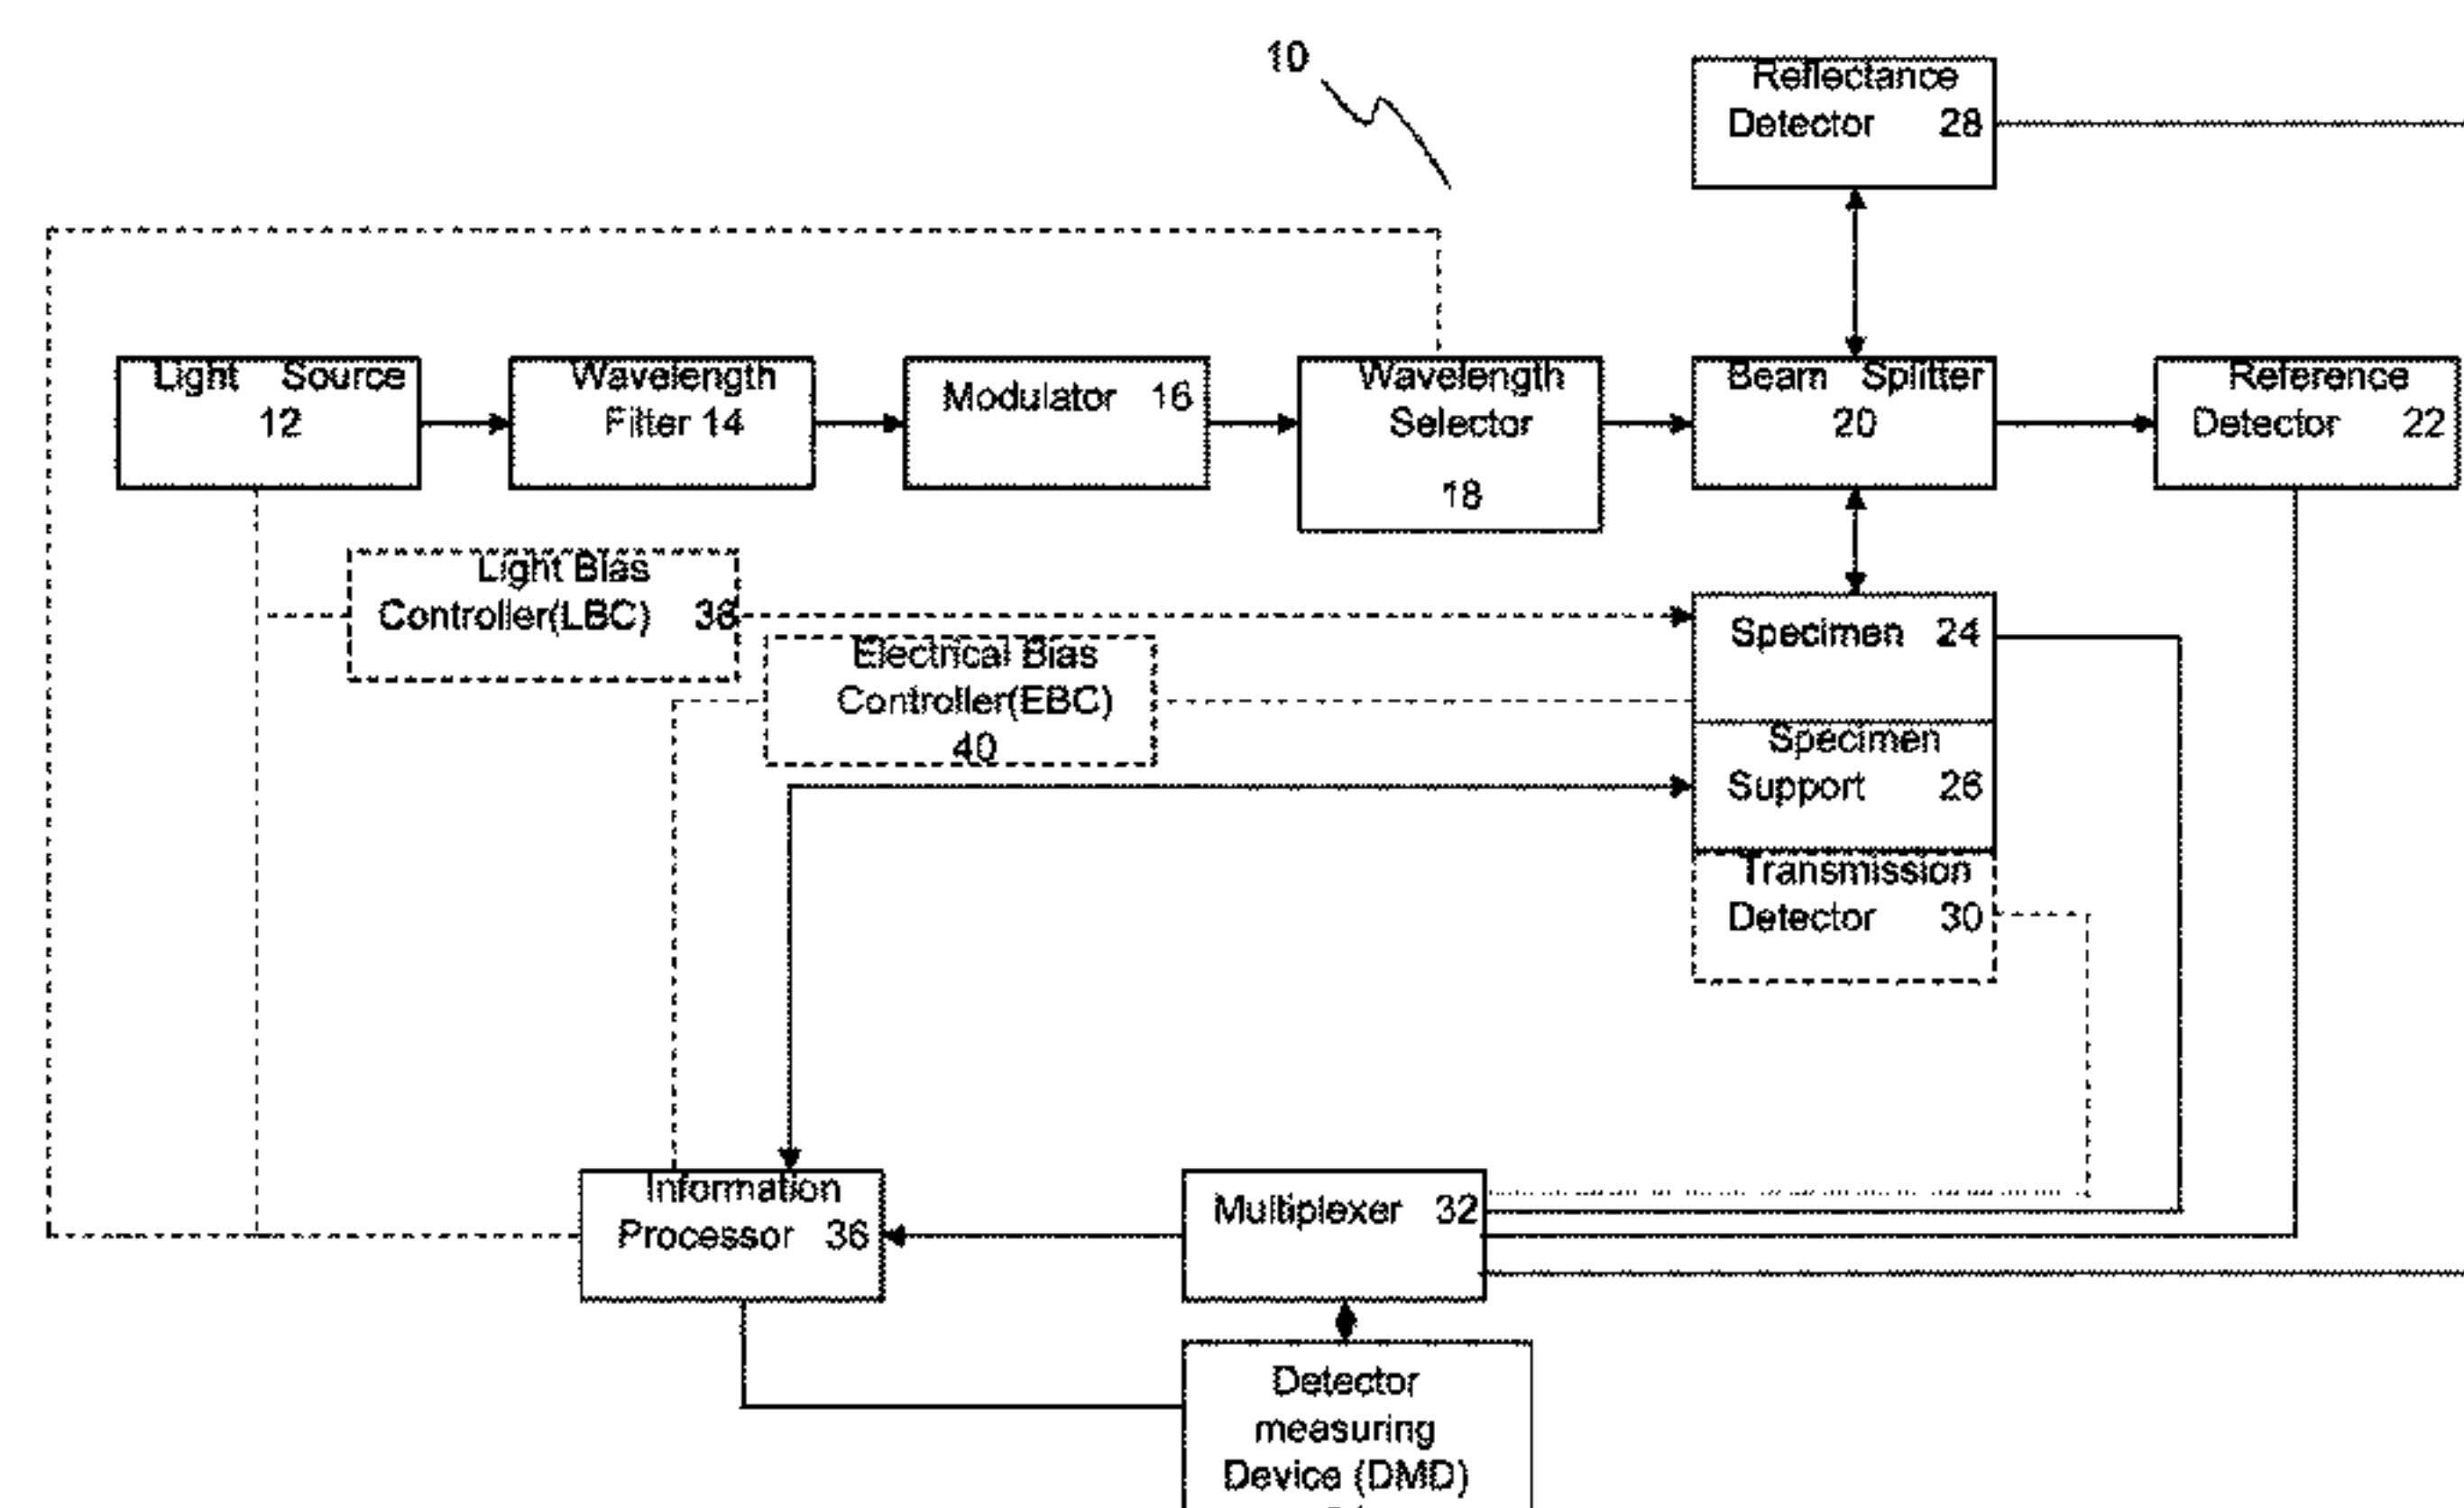 10
Reflectance
Detector 28
Light Source
12
Wavelength
Filter 14
Modulator 16
Wavelength
Selector
18
Beam Splitter
20
Reference
Detector 22
Light Bias
Controller(LBC) 38
Electrical Bias
Controller(EBC)
40
Specimen 24
Specimen
Support 26
Transmission
Detector 30
Information
Processor 36
Multiplexer 32
Detector
measuring
Device (DMD)